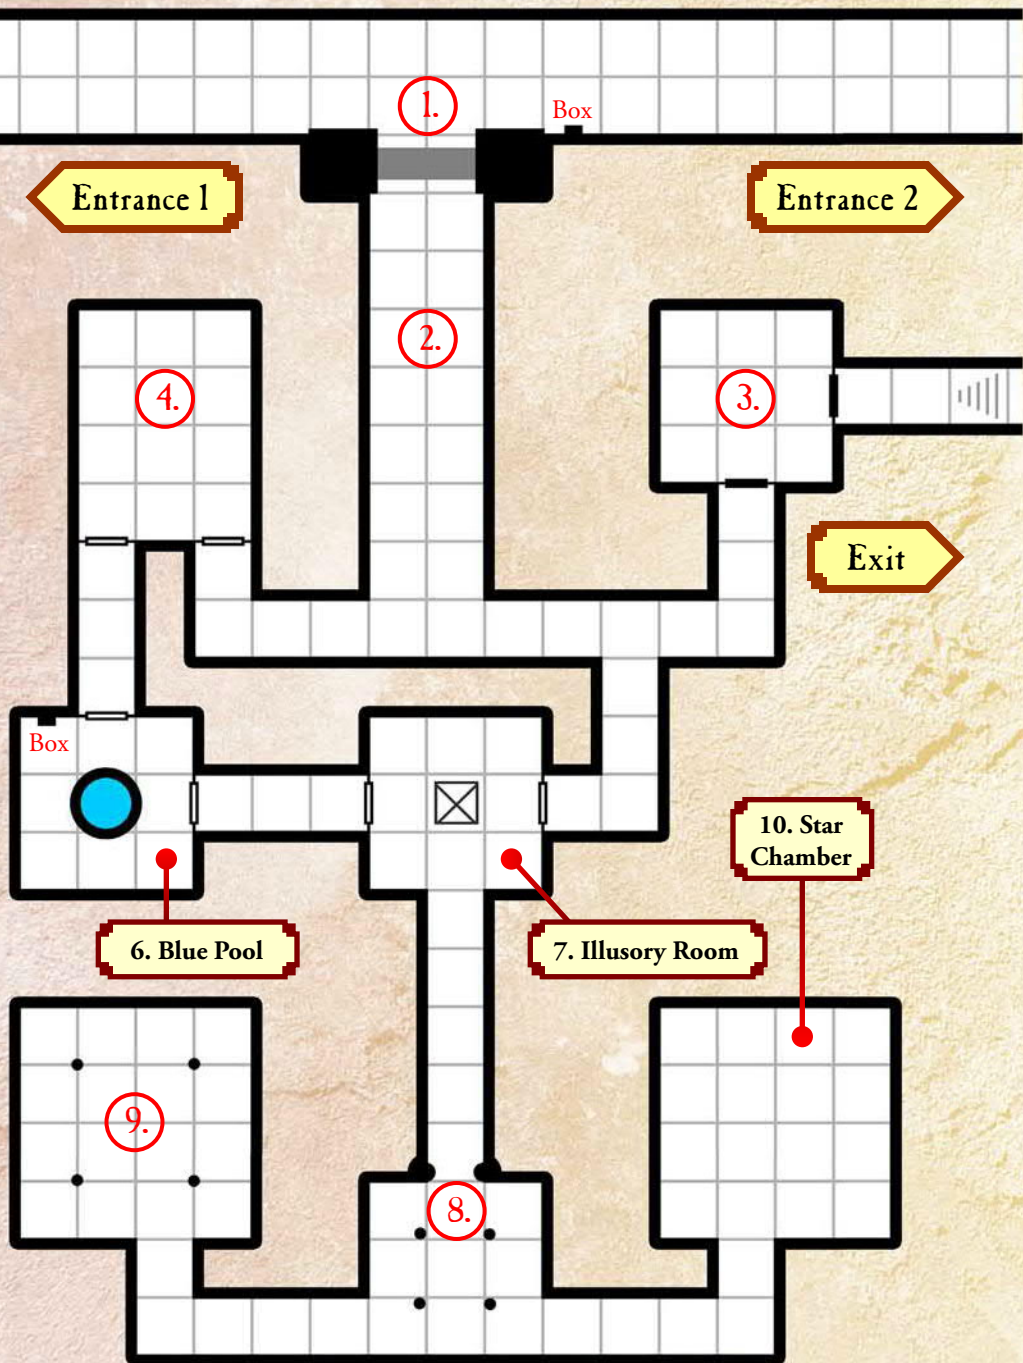 1.
Box
Entrance 1
Entrance 2
2.
4.
3.
Exit
Box
10. Star
Chamber
6. Blue Pool
7. Illusory Room
9.
8.